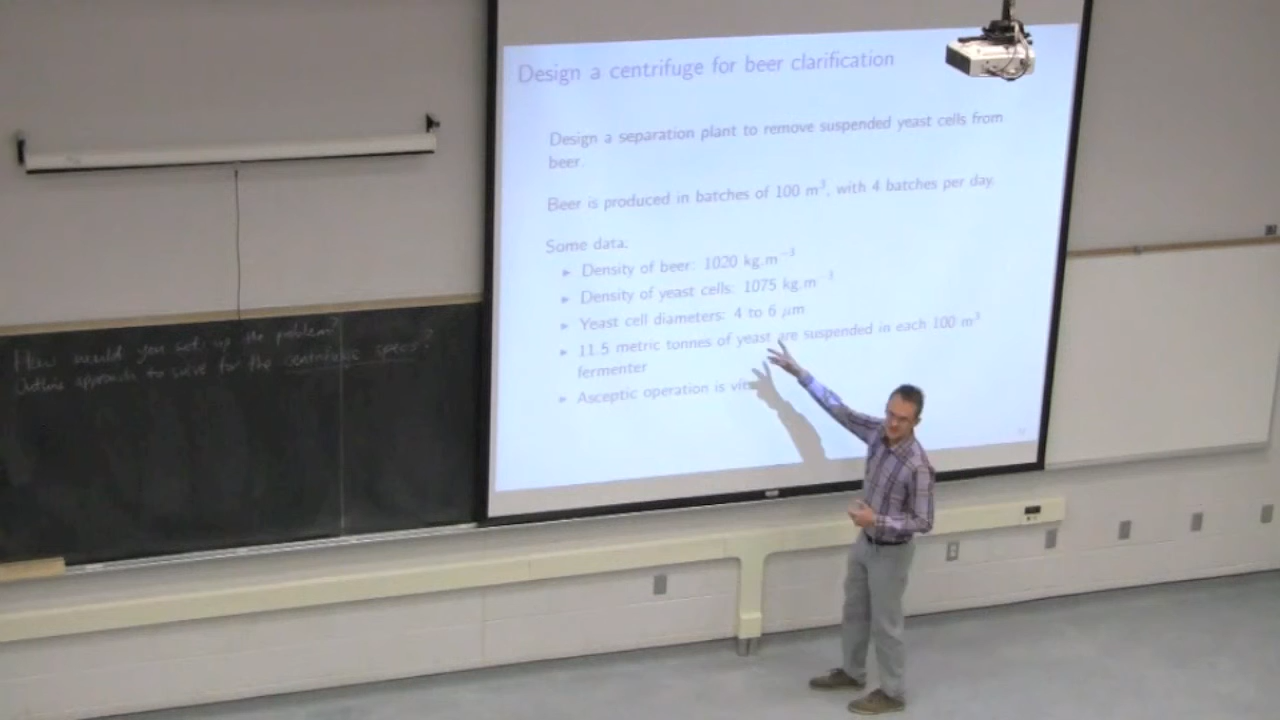 Design a centrifuge for beer clarification
Design a separation plant to remove suspended yeast cells from
beer.
Beer is produced in batches of 100 m³, with 4 batches per day.
Some data:
▸ Density of beer: 1020 kg.m⁻³
▸ Density of yeast cells: 1075 kg.m⁻³
▸ Yeast cell diameters: 4 to 6 μm
▸ 11.5 metric tonnes of yeast are suspended in each 100 m³
fermenter
▸ Asceptic operation is
How would you set-up the problem?
Outline approach to solve for the centrifuge specs?